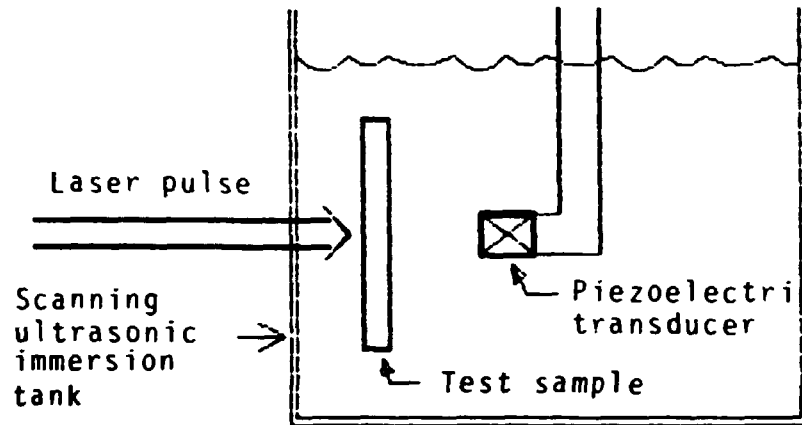 Laser pulse
Scanning
ultrasonic
immersion
tank
Piezoelectri
transducer
Test sample